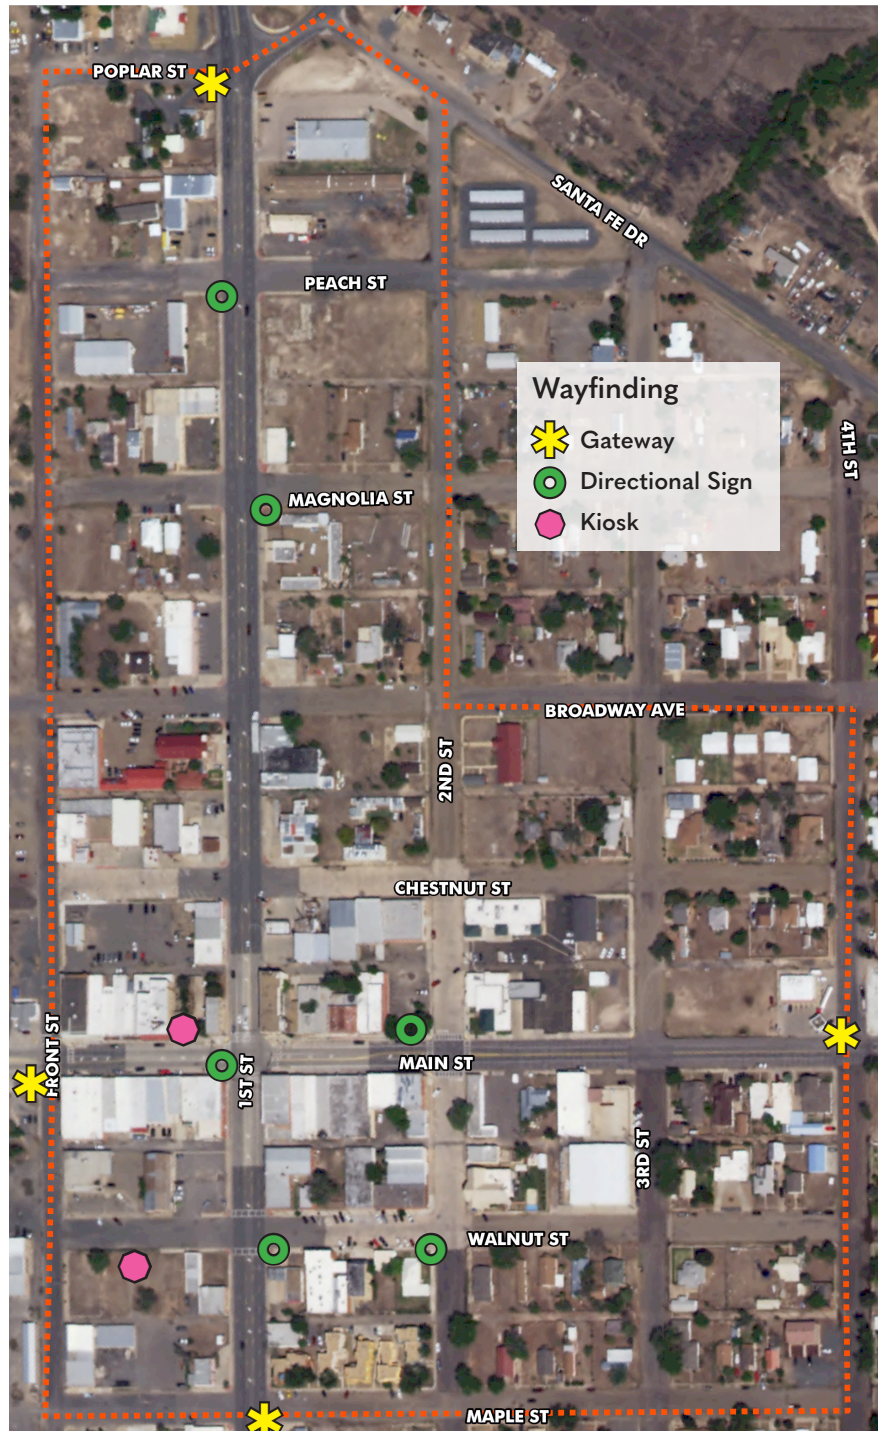 POPLAR ST
SANTA FE DR
PEACH ST
Wayfinding
Gateway
Directional Sign
Kiosk
4TH ST
MAGNOLIA ST
BROADWAY AVE
2ND ST
CHESTNUT ST
FRONT ST
MAIN ST
1ST ST
3RD ST
WALNUT ST
MAPLE ST